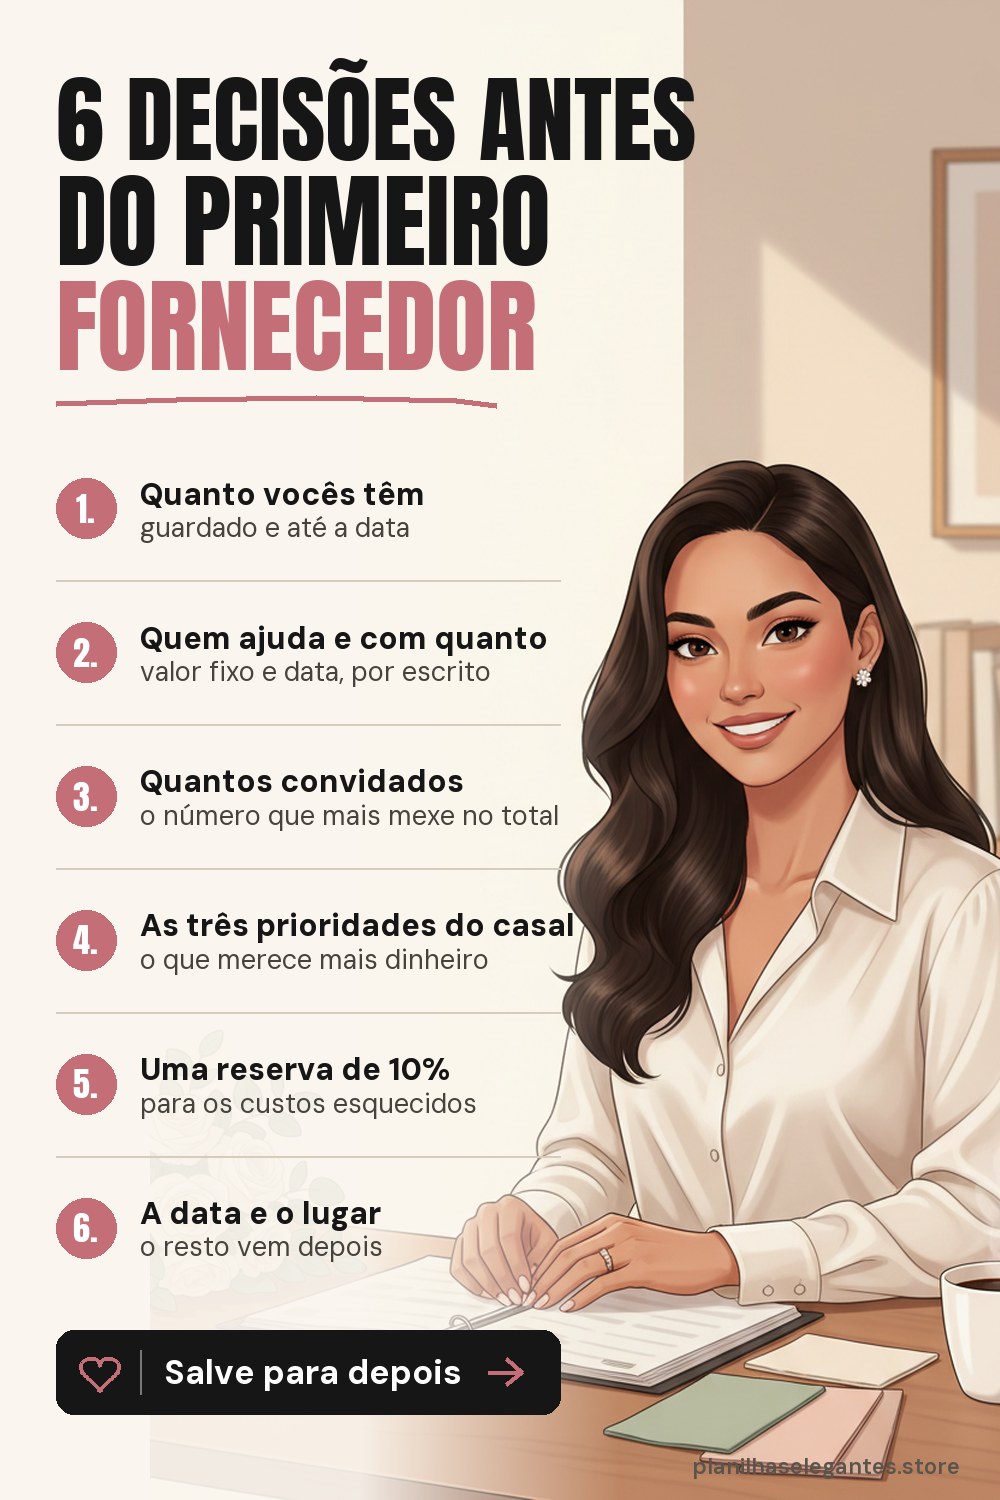 6 DECISÕES ANTES
DO PRIMEIRO
FORNECEDOR
1.
Quanto vocês têm
guardado e até a data
2.
Quem ajuda e com quanto
valor fixo e data, por escrito
3.
Quantos convidados
o número que mais mexe no total
4.
As três prioridades do casal
o que merece mais dinheiro
5.
Uma reserva de 10%
para os custos esquecidos
6.
A data e o lugar
o resto vem depois
Salve para depois
planilhaselegantes.store